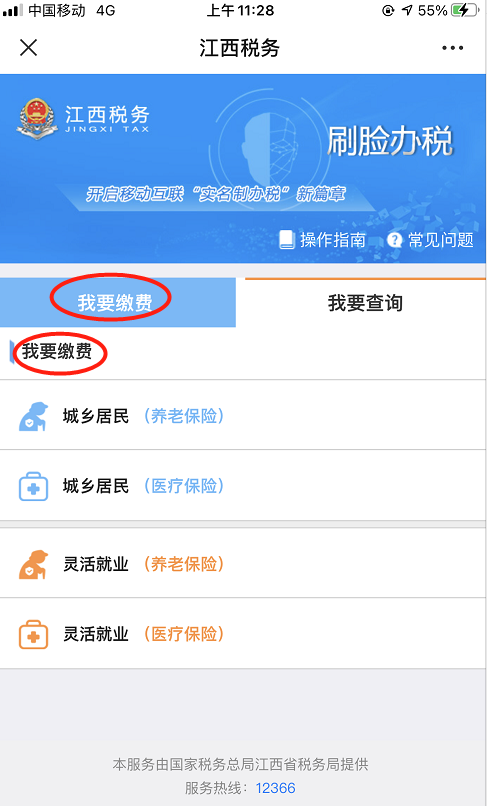 中国移动 4G 上午11:28 55%
江西税务
江西税务
JINGXI TAX
刷脸办税
开启移动互联“实名制办税”新篇章
操作指南 ? 常见问题
我要缴费 我要查询
我要缴费
城乡居民（养老保险）
城乡居民（医疗保险）
灵活就业（养老保险）
灵活就业（医疗保险）
本服务由国家税务总局江西省税务局提供
服务热线：12366